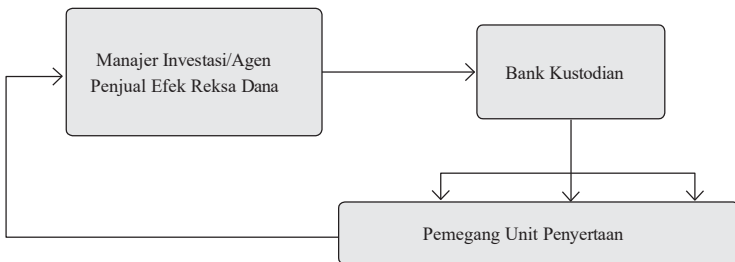 Manajer Investasi/Agen
Penjual Efek Reksa Dana
Bank Kustodian
Pemegang Unit Penyertaan